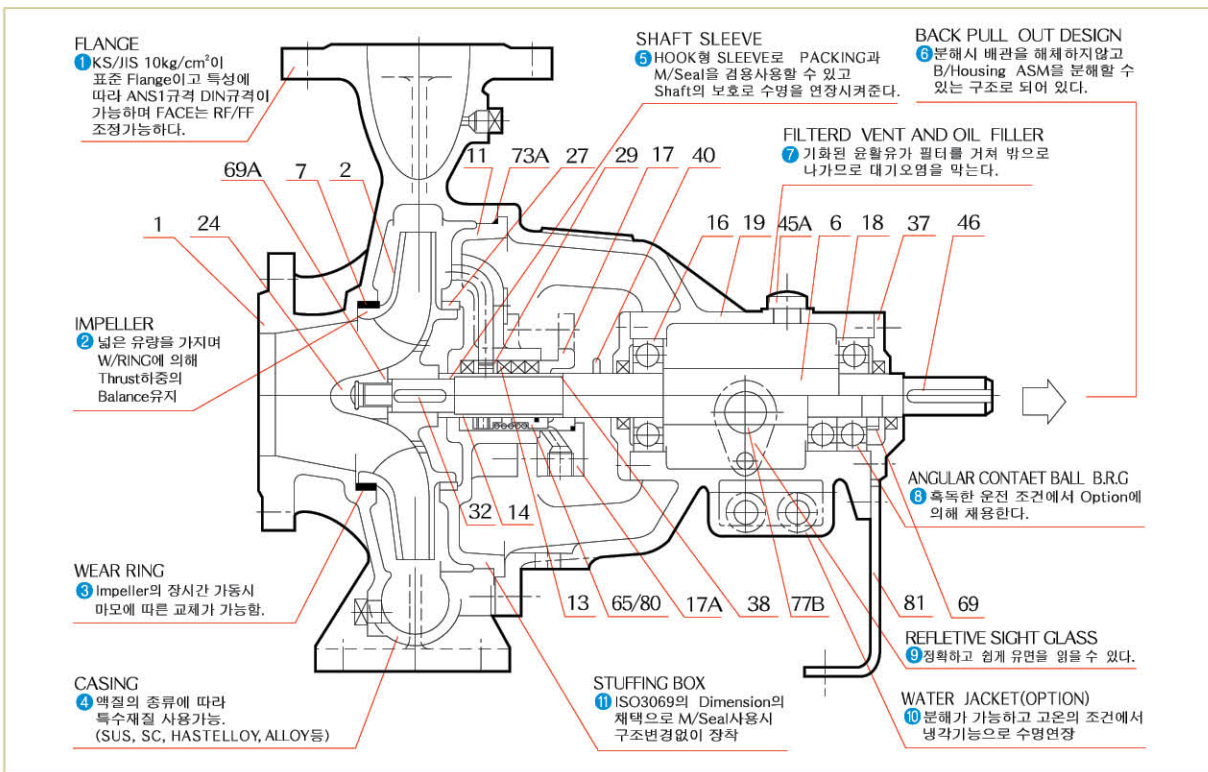 FLANGE
1 KS/JIS 10kg/cm²이
표준 Flange이고 특성에
따라 ANS1규격 DIN규격이
가능하며 FACE는 RF/FF
조정가능하다.
SHAFT SLEEVE
5 HOOK형 SLEEVE로 PACKING과
M/Seal을 겸용사용할 수 있고
Shaft의 보호로 수명을 연장시켜준다.
BACK PULL OUT DESIGN
6 분해시 배관을 해체하지않고
B/Housing ASM을 분해할 수
있는 구조로 되어 있다.
FILTERD VENT AND OIL FILLER
7 기화된 윤활유가 필터를 거쳐 밖으로
나가므로 대기오염을 막는다.
11 73A 27 29 17 40
69A 7 2
1 24
16 19 45A 6 18 37 46
IMPELLER
2 넓은 유량을 가지며
W/RING에 의해
Thrust하중의
Balance유지
ANGULAR CONTAET BALL B.R.G
8 혹독한 운전 조건에서 Option에
의해 채용한다.
32 14
WEAR RING
3 Impeller의 장시간 가동시
마모에 따른 교체가 가능함.
13 65/80 17A 38 77B 81 69
REFLETIVE SIGHT GLASS
9 정확하고 쉽게 유면을 읽을 수 있다.
CASING
4 액질의 종류에 따라
특수재질 사용가능.
(SUS, SC, HASTELLOY, ALLOY등)
STUFFING BOX
11 ISO3069의 Dimension의
채택으로 M/Seal사용시
구조변경없이 장착
WATER JACKET(OPTION)
10 분해가 가능하고 고온의 조건에서
냉각기능으로 수명연장